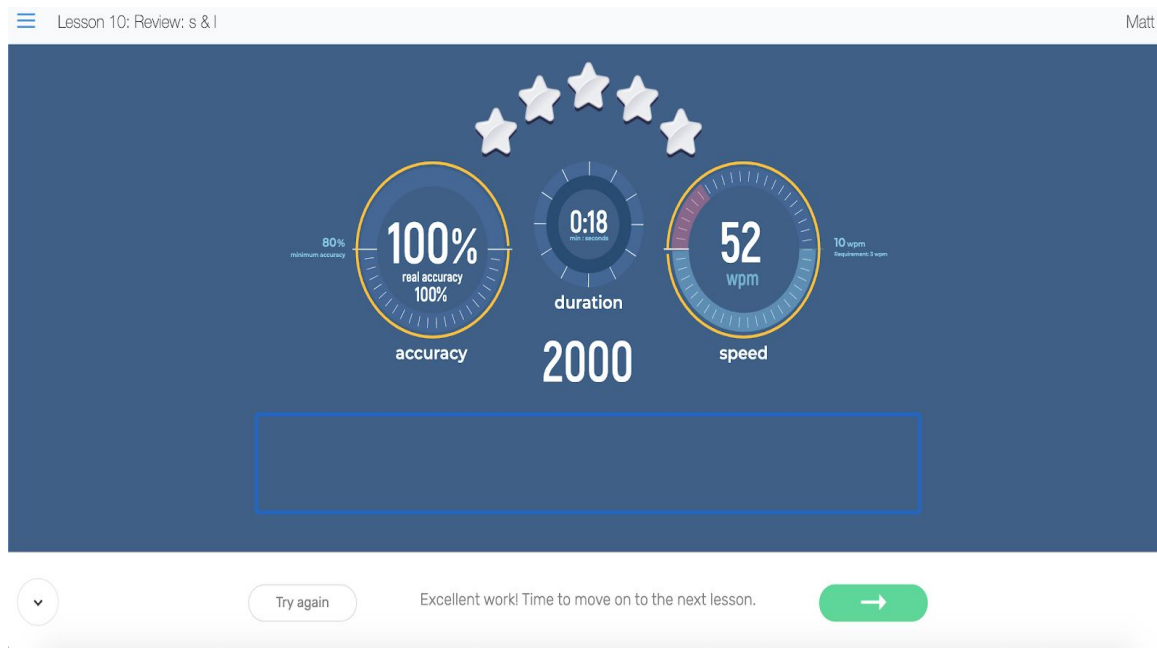 Lesson 10: Review: s & l
Matt
80%
minimum accuracy
100%
real accuracy
100%
accuracy
0:18
min : seconds
duration
2000
52
wpm
speed
10 wpm
Requirement: 3 wpm
Try again
Excellent work! Time to move on to the next lesson.